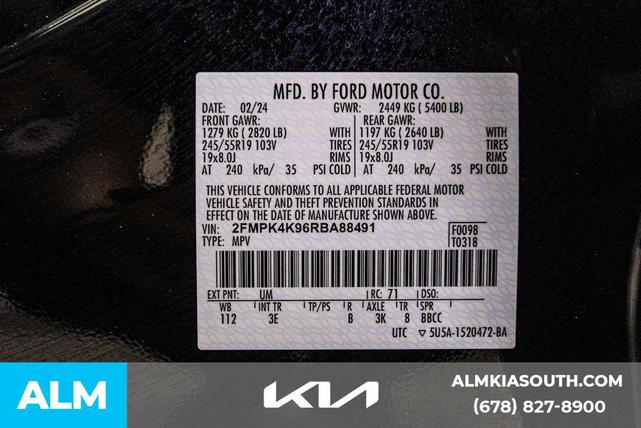 MFD. BY FORD MOTOR CO.
DATE: 02/24 GVWR: 2449 KG ( 5400 LB)
FRONT GAWR: REAR GAWR:
1279 KG ( 2820 LB) WITH 1197 KG ( 2640 LB) WITH
245/55R19 103V TIRES 245/55R19 103V TIRES
19x8.0J RIMS 19x8.0J RIMS
AT 240 kPa/ 35 PSI COLD AT 240 kPa/ 35 PSI COLD
THIS VEHICLE CONFORMS TO ALL APPLICABLE FEDERAL MOTOR
VEHICLE SAFETY AND THEFT PREVENTION STANDARDS IN
EFFECT ON THE DATE OF MANUFACTURE SHOWN ABOVE.
VIN: 2FMPK4K96RBA88491 F0098
TYPE: MPV T0318
EXT PNT: UM RC: 71 DSO:
WB INT TR TP/PS R AXLE TR SPR
112 3E B 3K 8 BBCC
UTC ▽ 5U5A-1520472-BA
ALM KIA ALMKIASOUTH.COM
(678) 827-8900